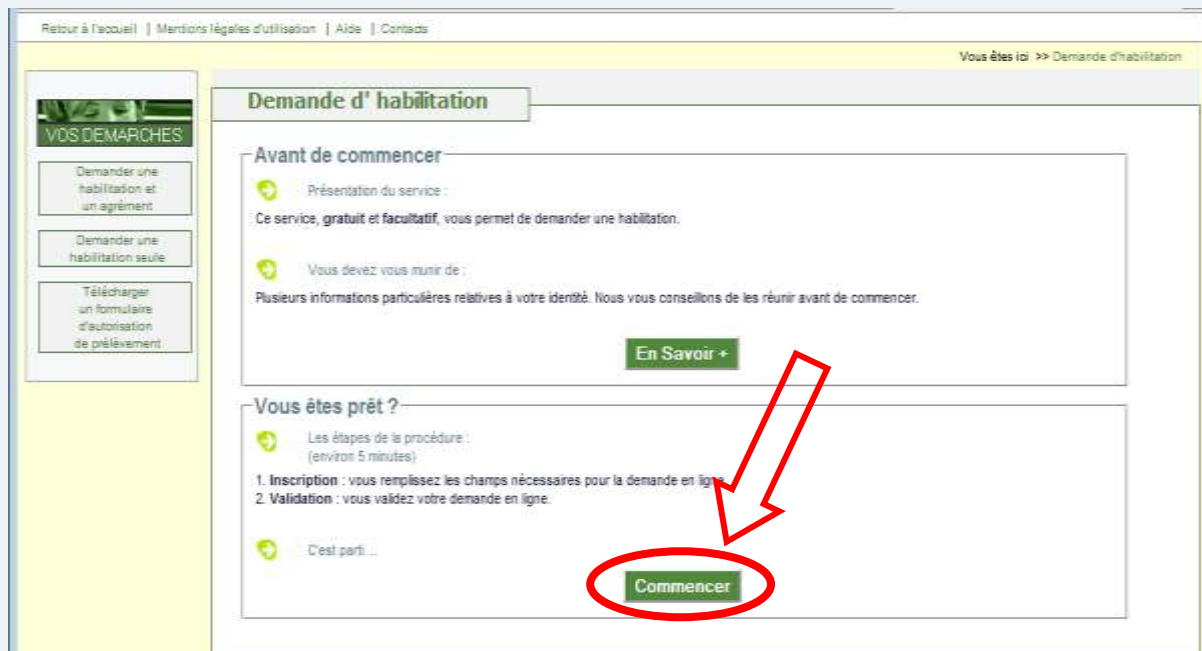 Retour à l'accueil | Mentions légales d'utilisation | Aide | Contacts
Vous êtes ici >> Demande d'habilitation
VOS DEMARCHES
Demander une
habilitation et
un agrément
Demander une
habilitation seule
Télécharger
un formulaire
d'autorisation
de prélèvement
Demande d' habilitation
Avant de commencer
Présentation du service :
Ce service, gratuit et facultatif, vous permet de demander une habilitation.
Vous devez vous munir de :
Plusieurs informations particulières relatives à votre identité. Nous vous conseillons de les réunir avant de commencer.
En Savoir +
Vous êtes prêt ?
Les étapes de la procédure :
(environ 5 minutes)
1. Inscription : vous remplissez les champs nécessaires pour la demande en ligne.
2. Validation : vous validez votre demande en ligne.
C'est parti ...
Commencer